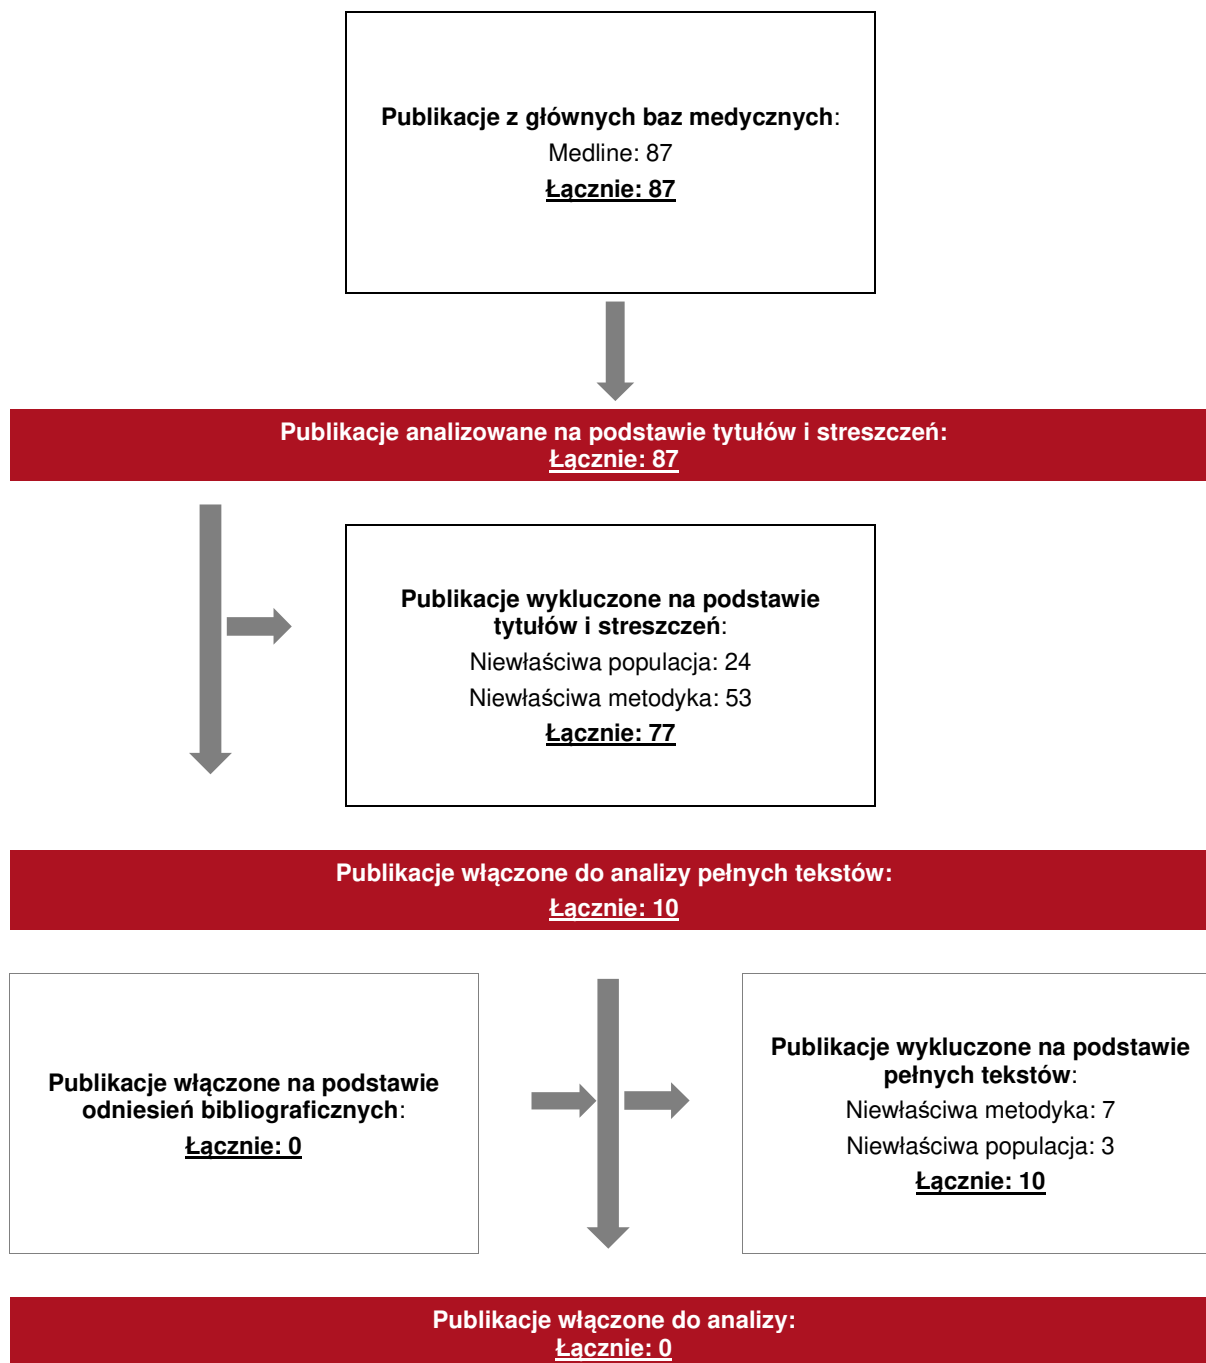 Publikacje z głównych baz medycznych:
Medline: 87
Łącznie: 87
Publikacje analizowane na podstawie tytułów i streszczeń:
Łącznie: 87
Publikacje wykluczone na podstawie
tytułów i streszczeń:
Niewłaściwa populacja: 24
Niewłaściwa metodyka: 53
Łącznie: 77
Publikacje włączone do analizy pełnych tekstów:
Łącznie: 10
Publikacje włączone na podstawie
odniesień bibliograficznych:
Łącznie: 0
Publikacje wykluczone na podstawie
pełnych tekstów:
Niewłaściwa metodyka: 7
Niewłaściwa populacja: 3
Łącznie: 10
Publikacje włączone do analizy:
Łącznie: 0